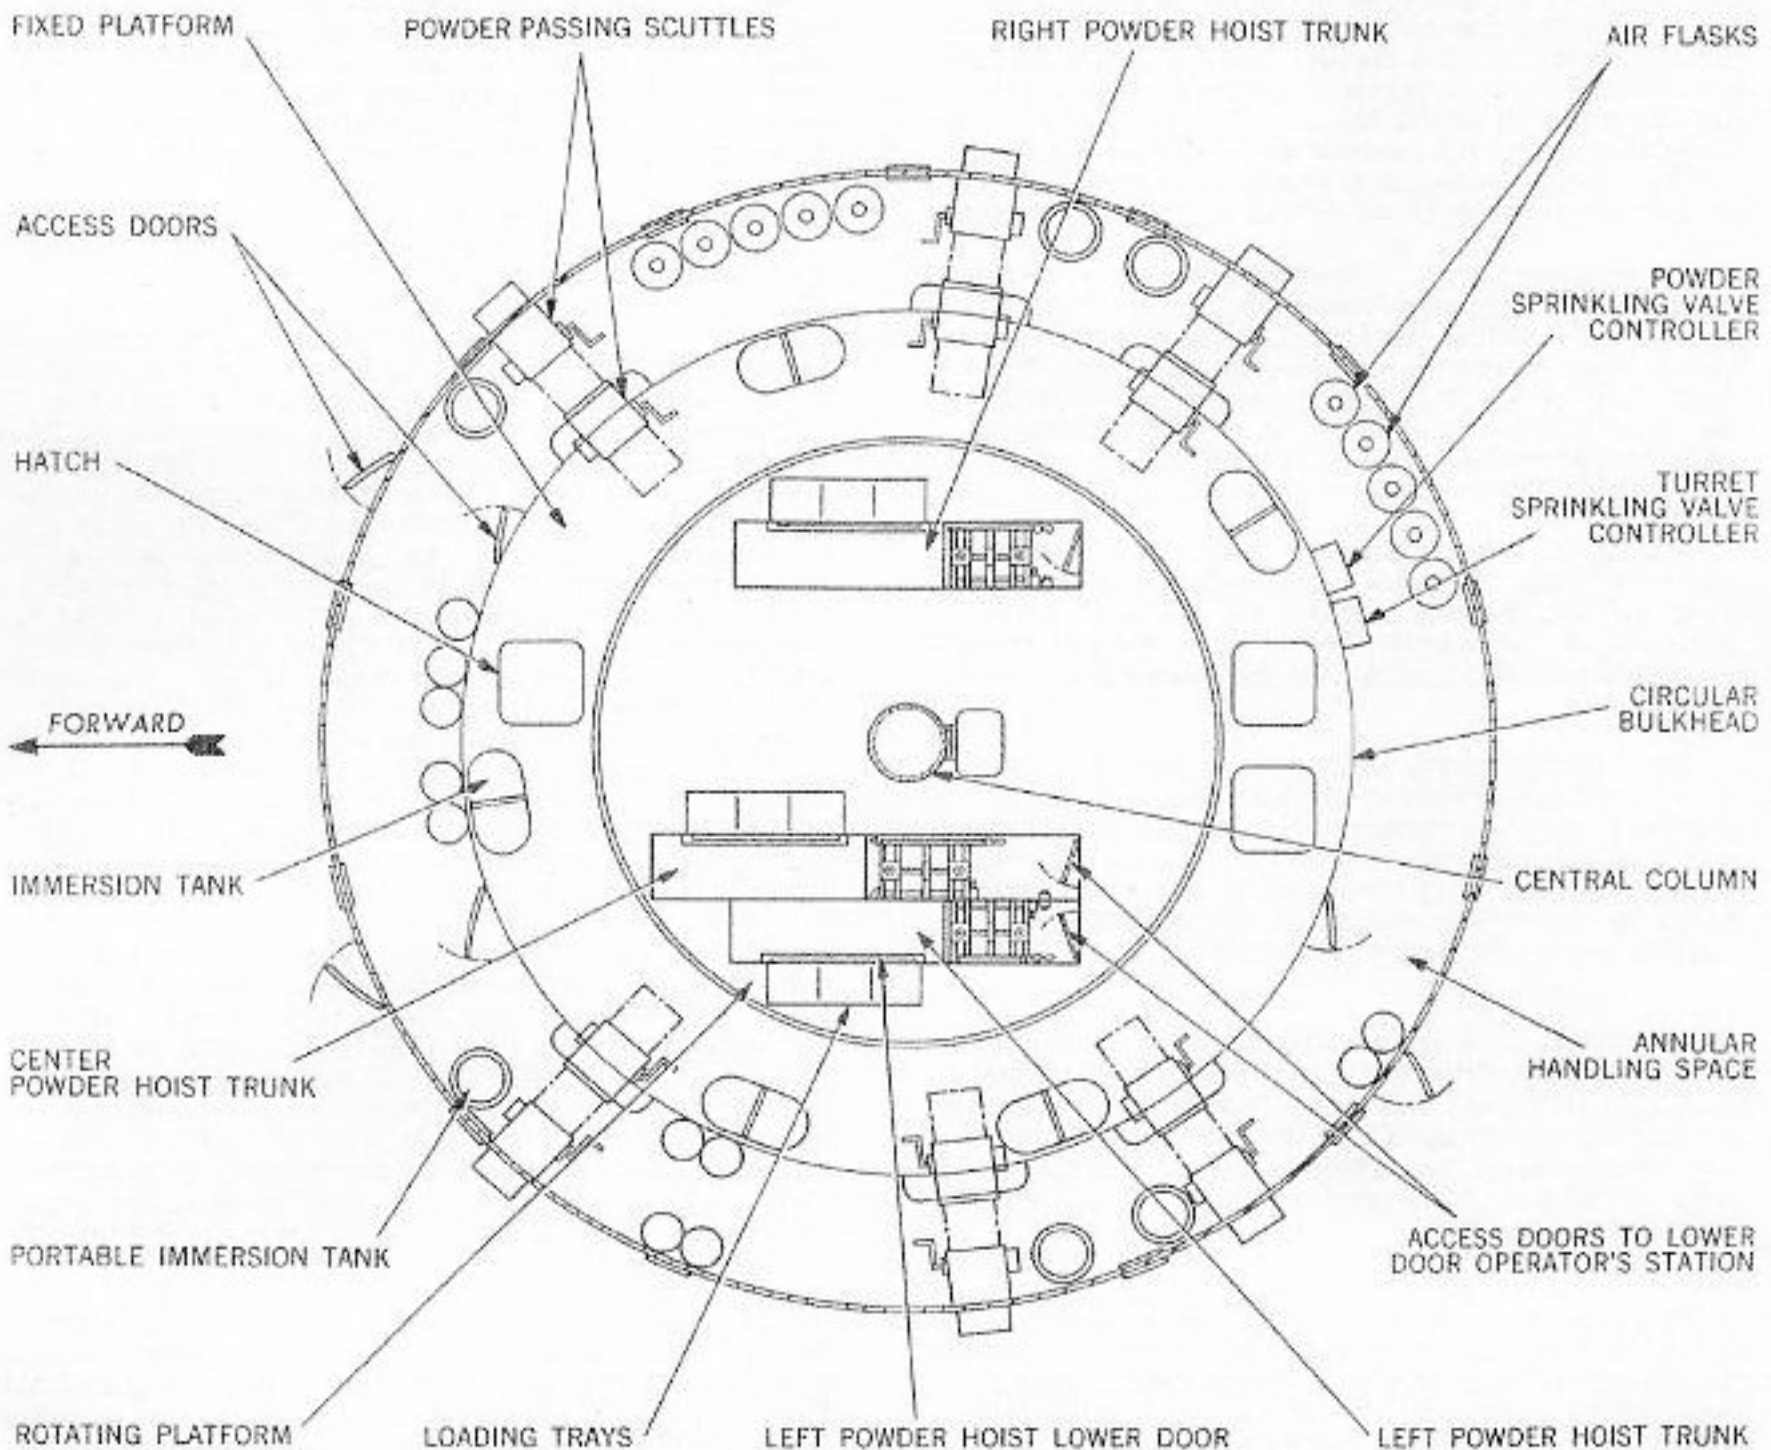 FIXED PLATFORM
POWDER PASSING SCUTTLES
RIGHT POWDER HOIST TRUNK
AIR FLASKS
ACCESS DOORS
POWDER
SPRINKLING VALVE
CONTROLLER
HATCH
TURRET
SPRINKLING VALVE
CONTROLLER
FORWARD
CIRCULAR
BULKHEAD
IMMERSION TANK
CENTRAL COLUMN
CENTER
POWDER HOIST TRUNK
ANNULAR
HANDLING SPACE
PORTABLE IMMERSION TANK
ACCESS DOORS TO LOWER
DOOR OPERATOR'S STATION
ROTATING PLATFORM
LOADING TRAYS
LEFT POWDER HOIST LOWER DOOR
LEFT POWDER HOIST TRUNK